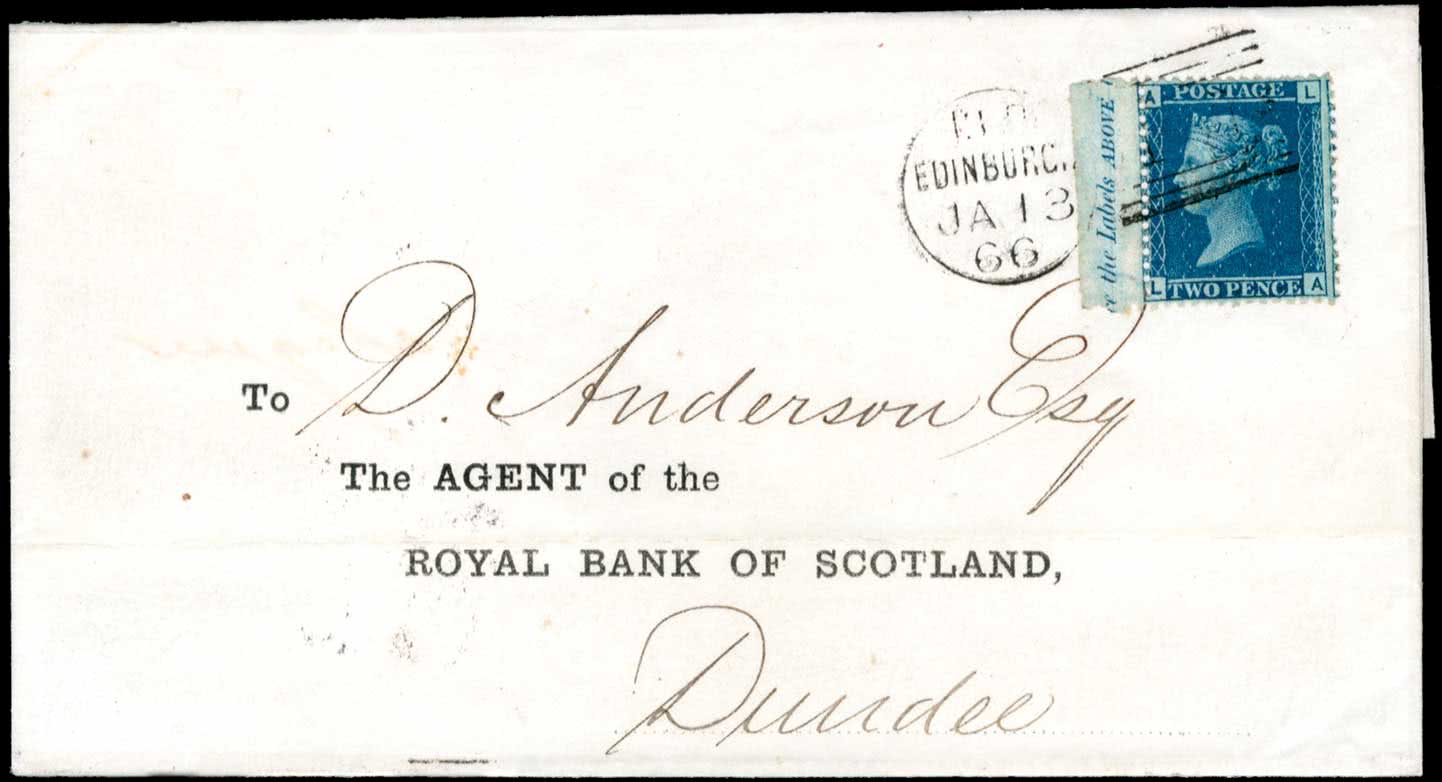 EDINBURGH
JA 13
66
the Labels ABOVE
A POSTAGE L
L TWO PENCE A
To D. Anderson Esq
The AGENT of the
ROYAL BANK OF SCOTLAND,
Dundee